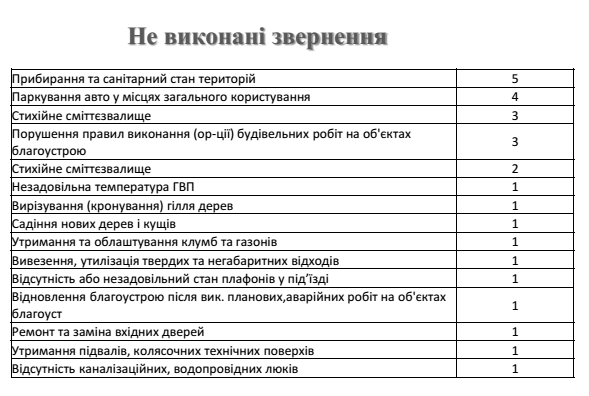 Не виконані звернення
Прибирання та санітарний стан територій 5
Паркування авто у місцях загального користування 4
Стихійне сміттєзвалище 3
Порушення правил виконання (ор-ції) будівельних робіт на об'єктах
благоустрою 3
Стихійне сміттєзвалище 2
Незадовільна температура ГВП 1
Вирізування (кронування) гілля дерев 1
Садіння нових дерев і кущів 1
Утримання та облаштування клумб та газонів 1
Вивезення, утилізація твердих та негабаритних відходів 1
Відсутність або незадовільний стан плафонів у під'їзді 1
Відновлення благоустрою після вик. планових,аварійних робіт на об'єктах
благоуст 1
Ремонт та заміна вхідних дверей 1
Утримання підвалів, колясочних технічних поверхів 1
Відсутність каналізаційних, водопровідних люків 1